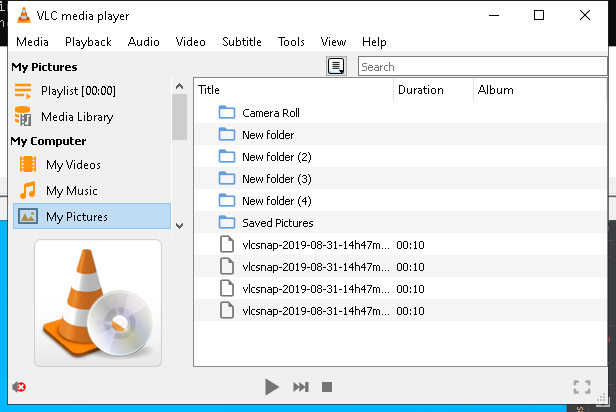 VLC media player
Media Playback Audio Video Subtitle Tools View Help
My Pictures
Search
Playlist [00:00]
Media Library
My Computer
My Videos
My Music
My Pictures
Title Duration Album
Camera Roll
New folder
New folder (2)
New folder (3)
New folder (4)
Saved Pictures
vlcsnap-2019-08-31-14h47m... 00:10
vlcsnap-2019-08-31-14h47m... 00:10
vlcsnap-2019-08-31-14h47m... 00:10
vlcsnap-2019-08-31-14h47m... 00:10